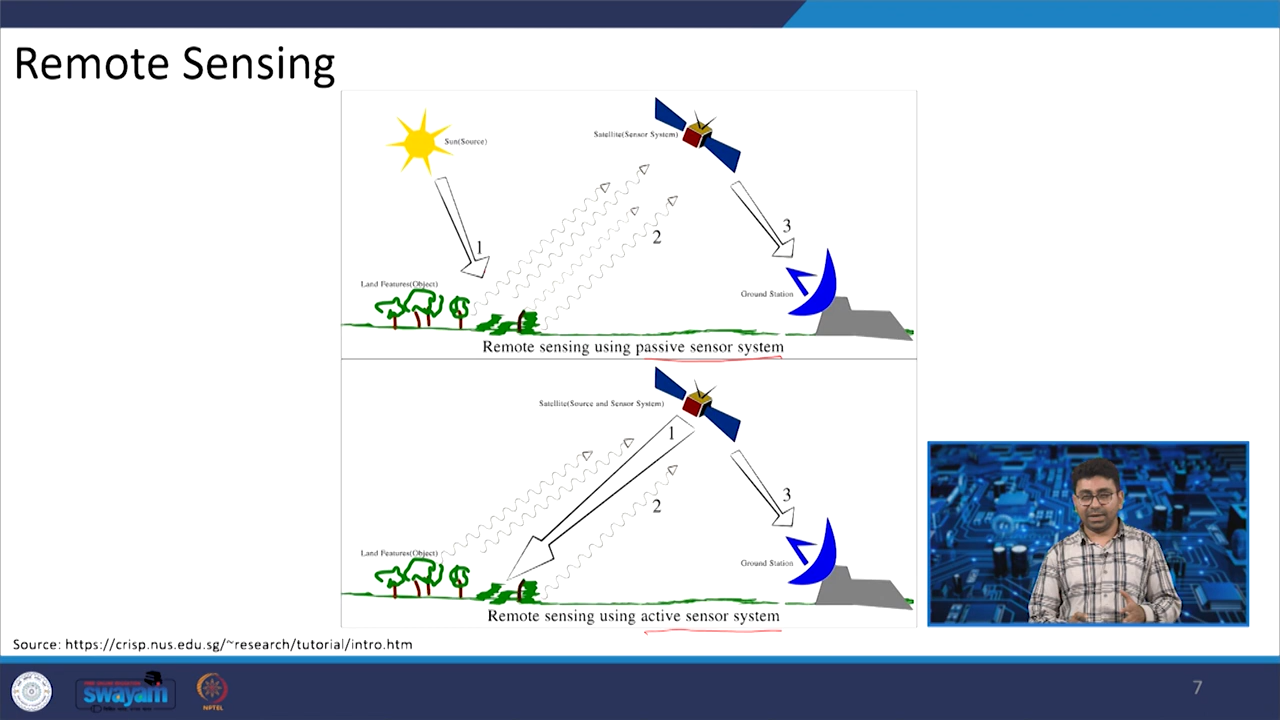 Remote Sensing
Sun(Source)
Satellite(Sensor System)
1
2
3
Land Features(Object)
Ground Station
Remote sensing using passive sensor system
Satellite(Source and Sensor System)
1
2
3
Land Features(Object)
Ground Station
Remote sensing using active sensor system
Source: https://crisp.nus.edu.sg/~research/tutorial/intro.htm
swayam
NPTEL
7